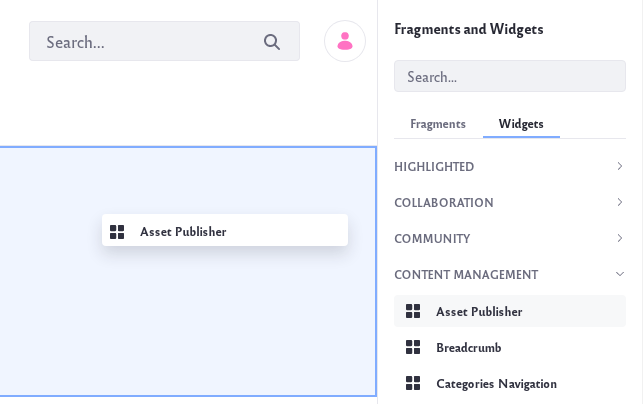 Search...
Asset Publisher
Fragments and Widgets
Search...
Fragments Widgets
HIGHLIGHTED
COLLABORATION
COMMUNITY
CONTENT MANAGEMENT
Asset Publisher
Breadcrumb
Categories Navigation